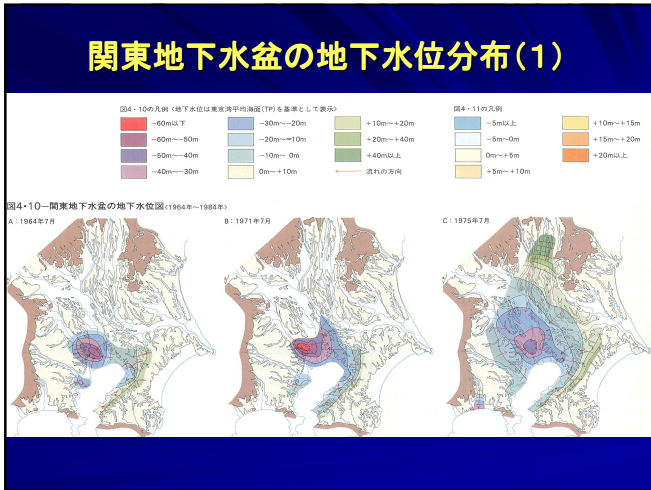 関東地下水盆の地下水位分布(1)
図4・10の凡例〈地下水位は東京湾平均海面(TP)を基準として表示〉
-60m以下
-60m〜-50m
-50m〜-40m
-40m〜-30m
-30m〜-20m
-20m〜-10m
-10m〜 0m
0m〜+10m
+10m〜+20m
+20m〜+40m
+40m以上
流れの方向
図4・11の凡例
-5m以上
-5m〜0m
0m〜+5m
+5m〜+10m
+10m〜+15m
+15m〜+20m
+20m以上
図4・10―関東地下水盆の地下水位図〈1964年〜1984年〉
A:1964年7月
B:1971年7月
C:1975年7月